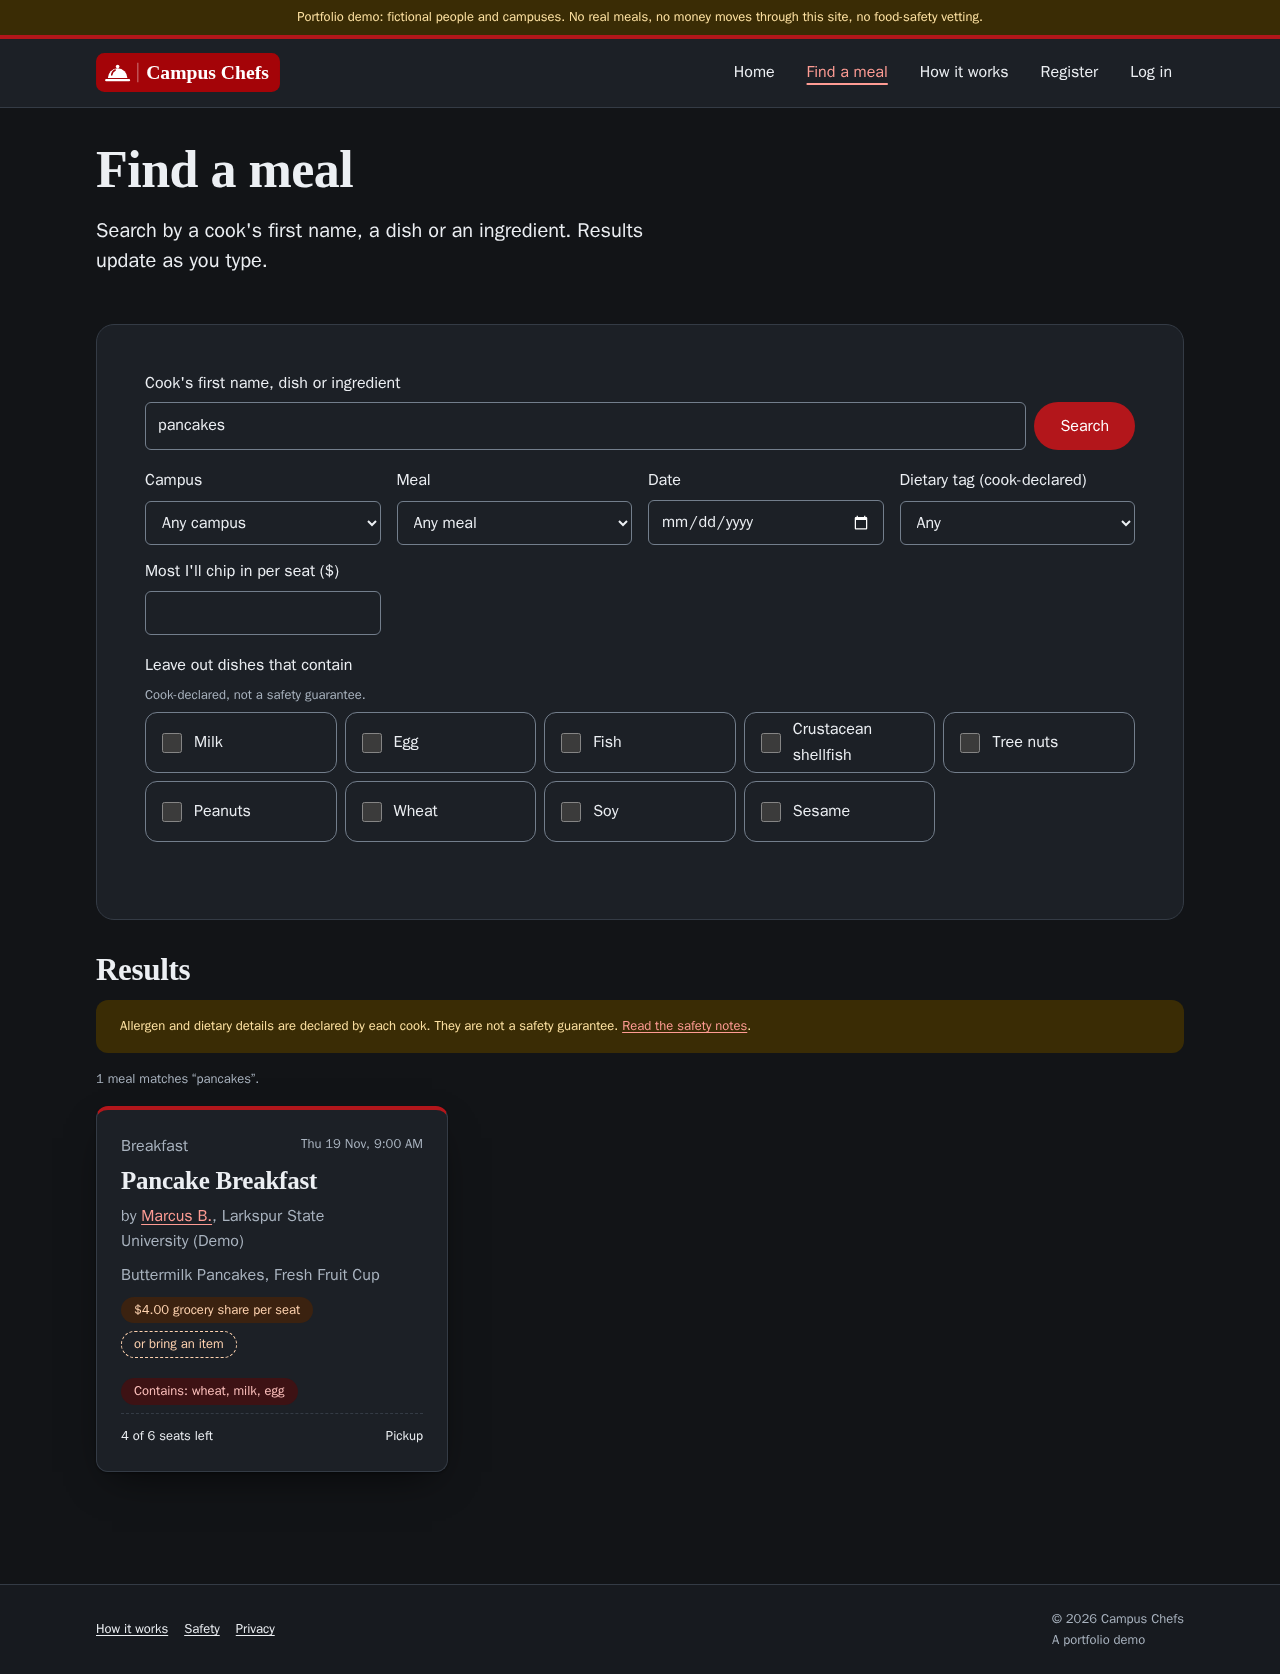 Portfolio demo: fictional people and campuses. No real meals, no money moves through this site, no food-safety vetting.
Campus Chefs
Home
Find a meal
How it works
Register
Log in
Find a meal
Search by a cook's first name, a dish or an ingredient. Results
update as you type.
Cook's first name, dish or ingredient
pancakes
Search
Campus
Meal
Date
Dietary tag (cook-declared)
Any campus
Any meal
mm/dd/yyyy
Any
Most I'll chip in per seat ($)
Leave out dishes that contain
Cook-declared, not a safety guarantee.
Milk
Egg
Fish
Crustacean
shellfish
Tree nuts
Peanuts
Wheat
Soy
Sesame
Results
Allergen and dietary details are declared by each cook. They are not a safety guarantee. Read the safety notes.
1 meal matches “pancakes”.
Breakfast
Thu 19 Nov, 9:00 AM
Pancake Breakfast
by Marcus B., Larkspur State
University (Demo)
Buttermilk Pancakes, Fresh Fruit Cup
$4.00 grocery share per seat
or bring an item
Contains: wheat, milk, egg
4 of 6 seats left
Pickup
How it works
Safety
Privacy
© 2026 Campus Chefs
A portfolio demo